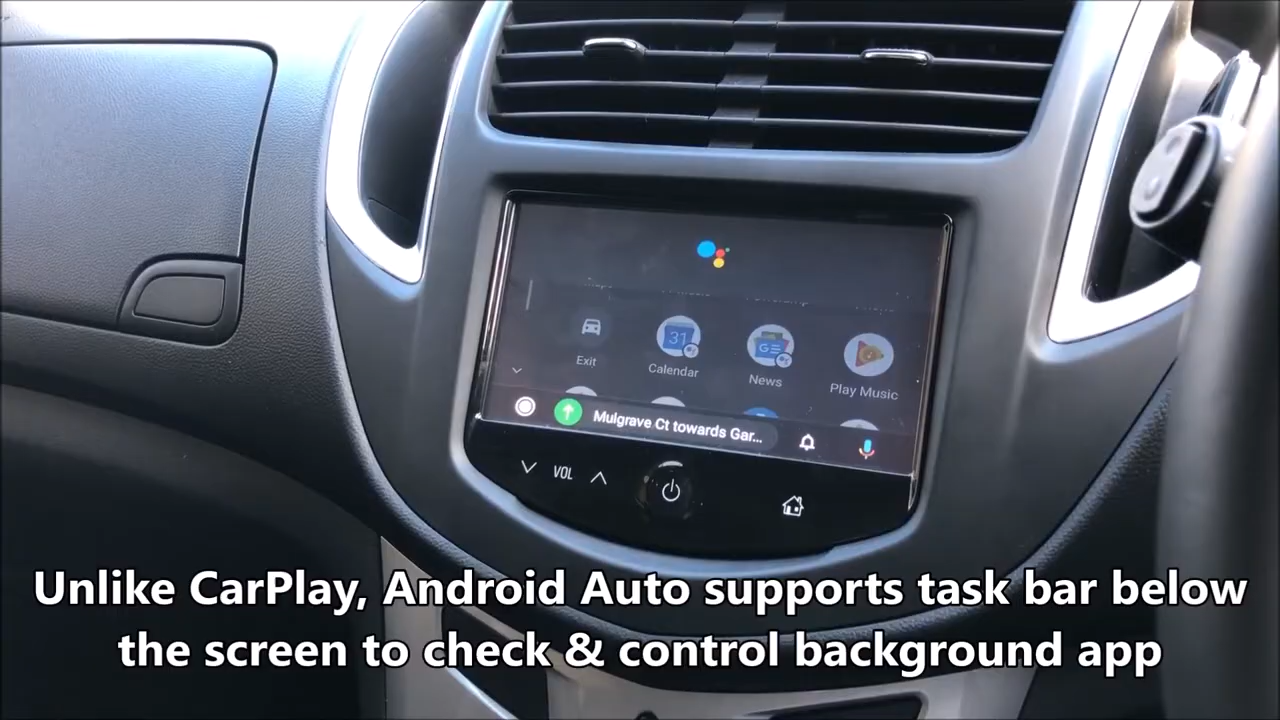 31
Exit
Calendar
News
Play Music
Mulgrave Ct towards Gar...
VOL
Unlike CarPlay, Android Auto supports task bar below
the screen to check & control background app